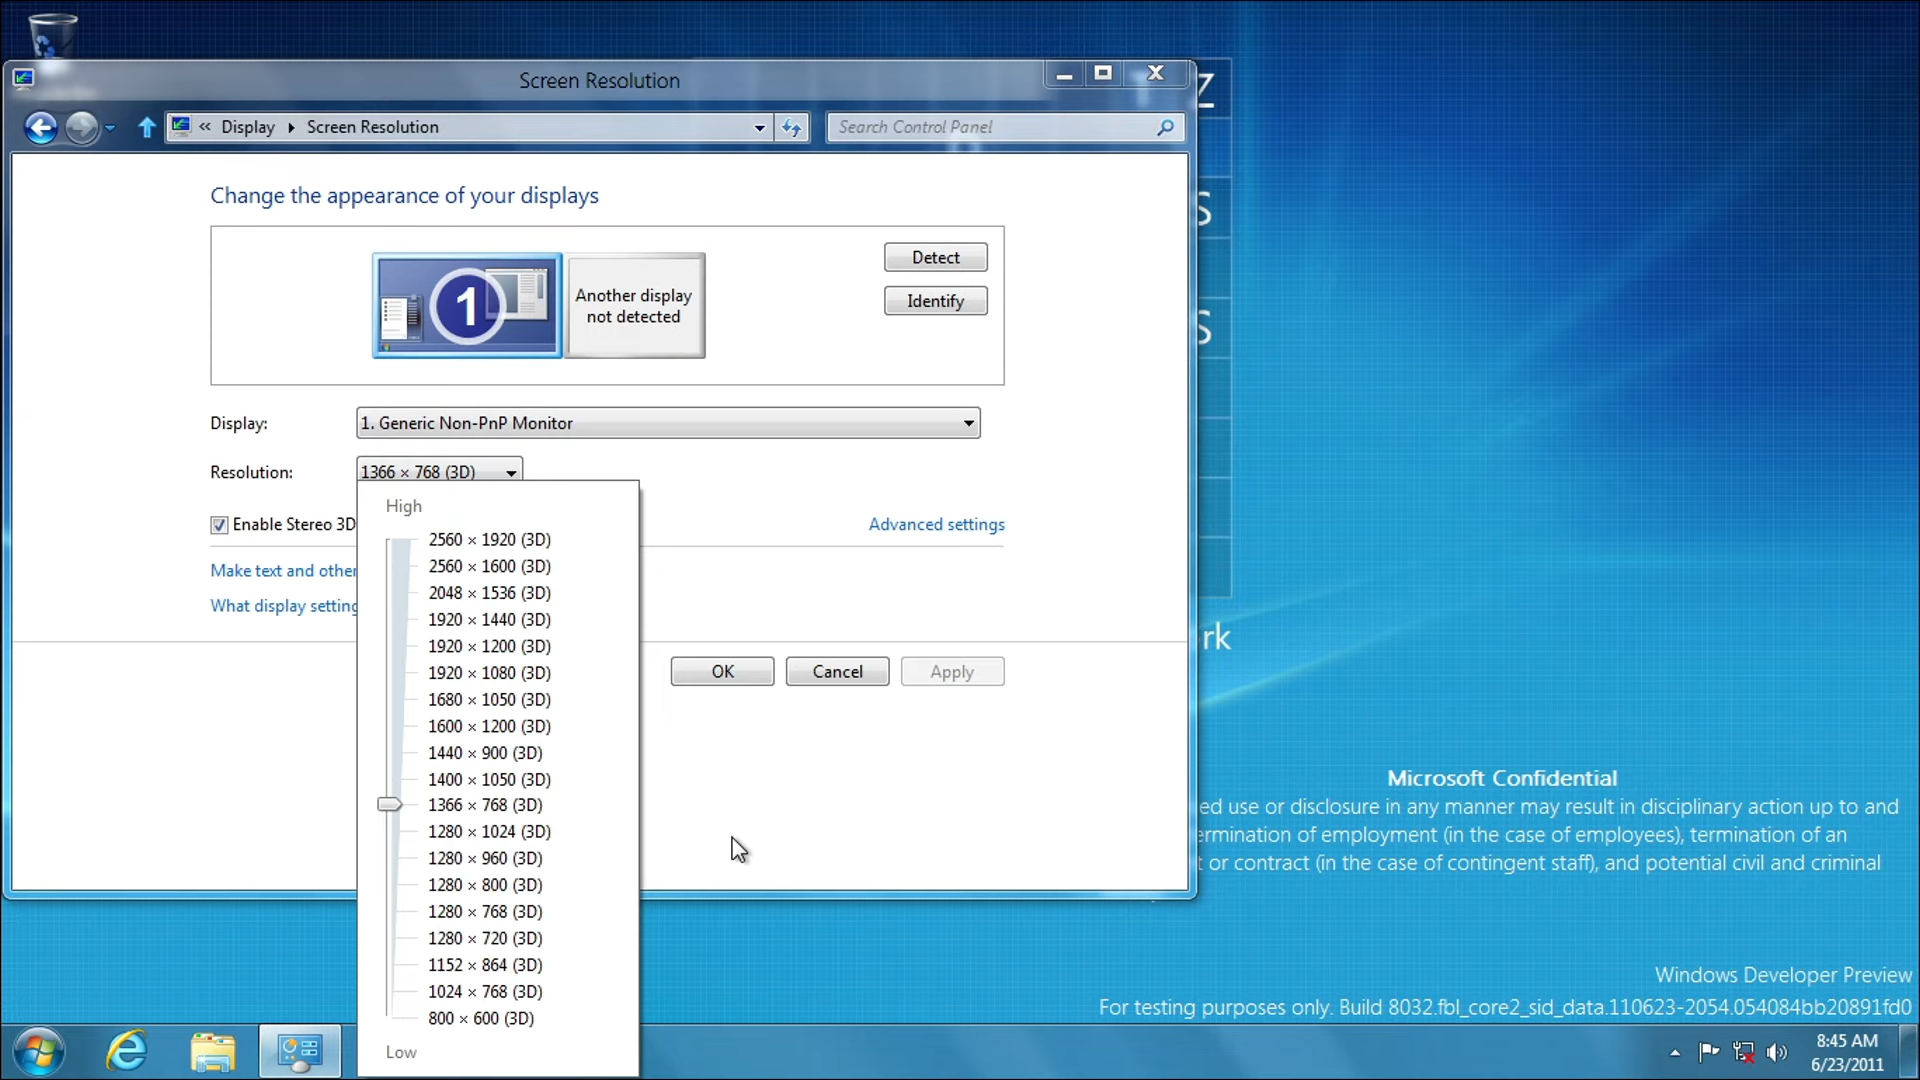 Screen Resolution
« Display ▸ Screen Resolution
Search Control Panel
Change the appearance of your displays
1
Another display
not detected
Detect
Identify
Display:
1. Generic Non-PnP Monitor
Resolution:
1366 × 768 (3D)
Enable Stereo 3D
Advanced settings
Make text and other
What display setting
OK
Cancel
Apply
High
2560 × 1920 (3D)
2560 × 1600 (3D)
2048 × 1536 (3D)
1920 × 1440 (3D)
1920 × 1200 (3D)
1920 × 1080 (3D)
1680 × 1050 (3D)
1600 × 1200 (3D)
1440 × 900 (3D)
1400 × 1050 (3D)
1366 × 768 (3D)
1280 × 1024 (3D)
1280 × 960 (3D)
1280 × 800 (3D)
1280 × 768 (3D)
1280 × 720 (3D)
1152 × 864 (3D)
1024 × 768 (3D)
800 × 600 (3D)
Low
Z
S
S
rk
Microsoft Confidential
ed use or disclosure in any manner may result in disciplinary action up to and
ermination of employment (in the case of employees), termination of an
t or contract (in the case of contingent staff), and potential civil and criminal
Windows Developer Preview
For testing purposes only. Build 8032.fbl_core2_sid_data.110623-2054.054084bb20891fd0
8:45 AM
6/23/2011